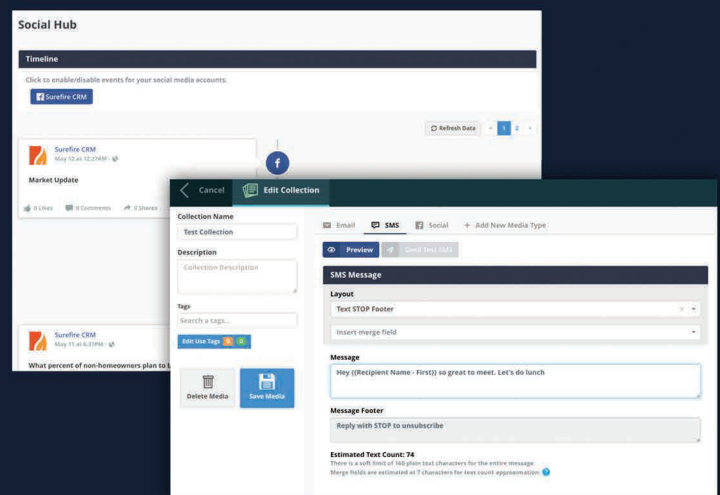 Social Hub
Timeline
Click to enable/disable events for your social media accounts.
Surefire CRM
Refresh Data « 1 2 »
Surefire CRM
May 12 at 12:27AM
Market Update
0 Likes 0 Comments 0 Shares
Surefire CRM
May 11 at 6:31PM
What percent of non-homeowners plan to
Cancel Edit Collection
Collection Name
Test Collection
Description
Collection Description
Tags
Search a tags...
Edit Use Tags
Delete Media Save Media
Email SMS Social + Add New Media Type
Preview Send Test SMS
SMS Message
Layout
Text STOP Footer ×
Insert merge field
Message
Hey {{Recipient Name - First}} so great to meet. Let's do lunch
Message Footer
Reply with STOP to unsubscribe
Estimated Text Count: 74
There is a soft limit of 160 plain text characters for the entire message
Merge fields are estimated at 7 characters for text count approximation ?